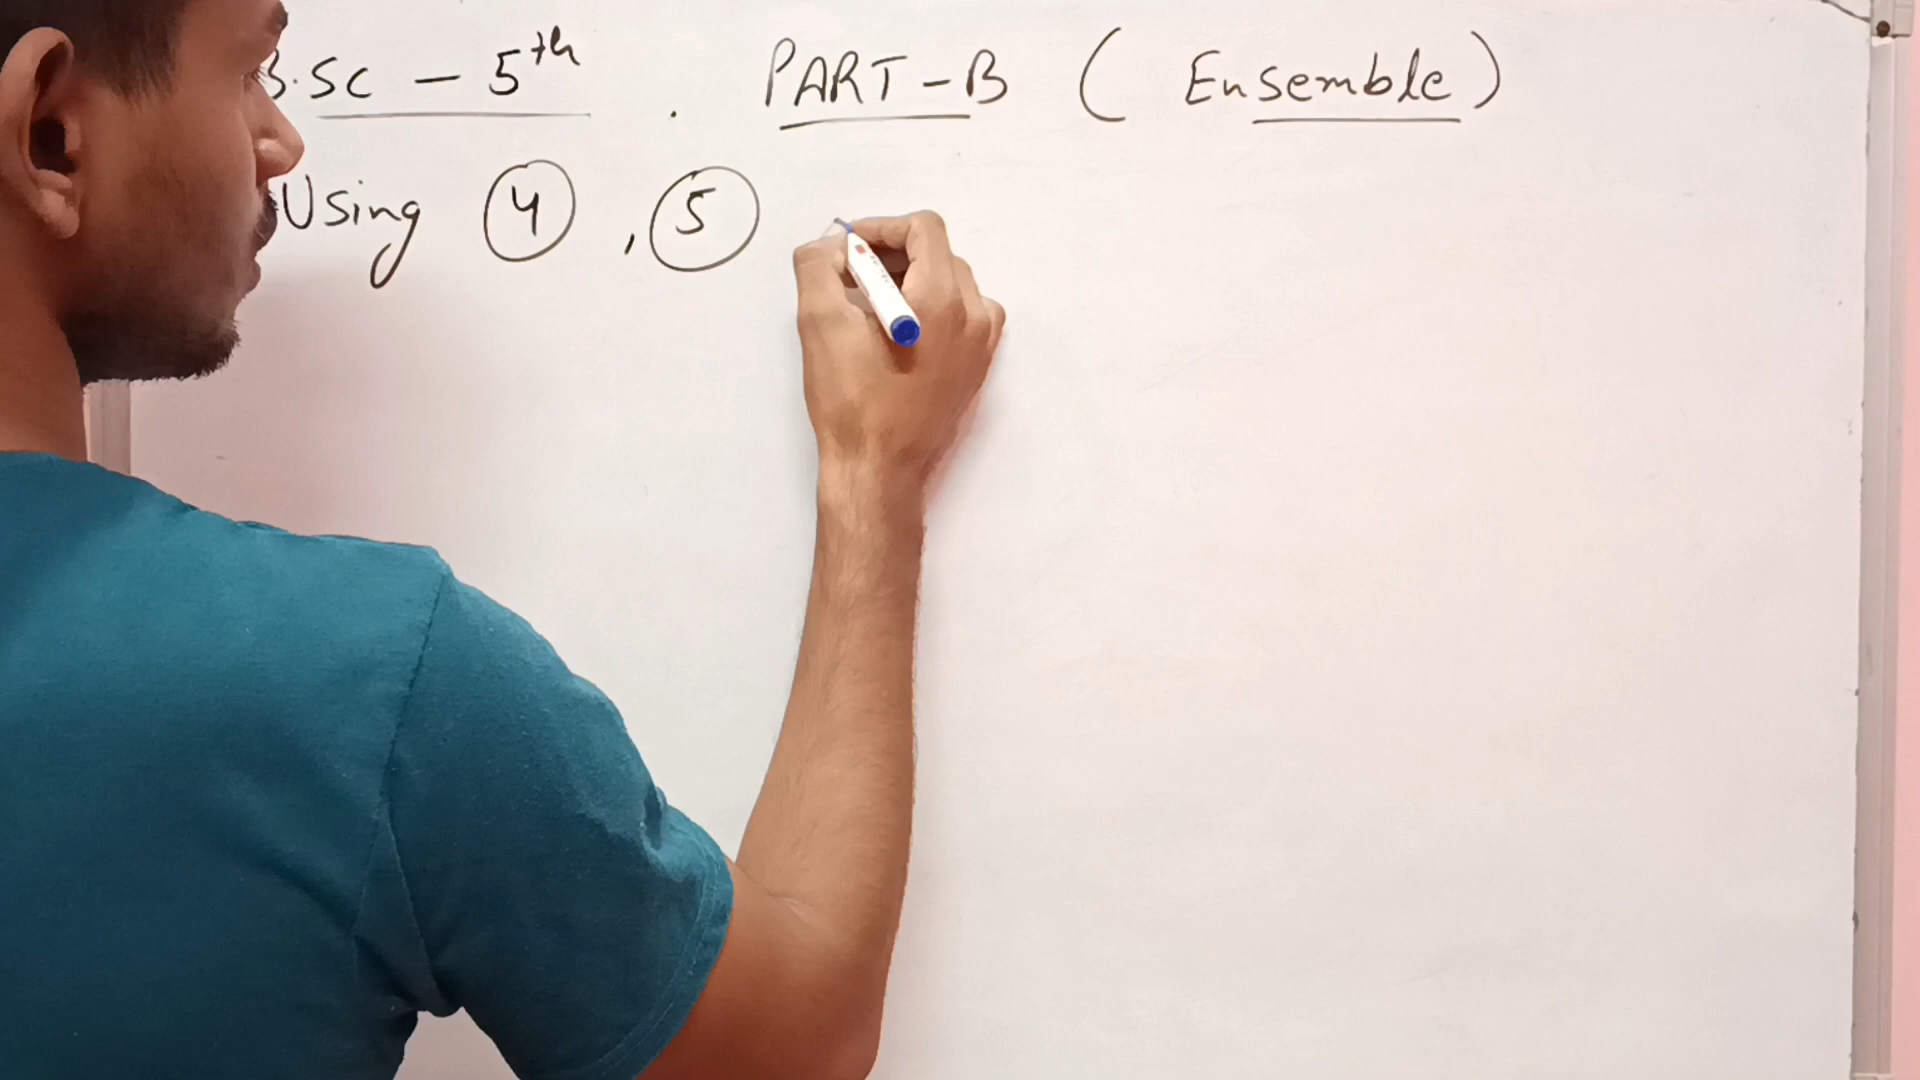 B.Sc - 5th . PART-B ( Ensemble )
Using 4 , 5